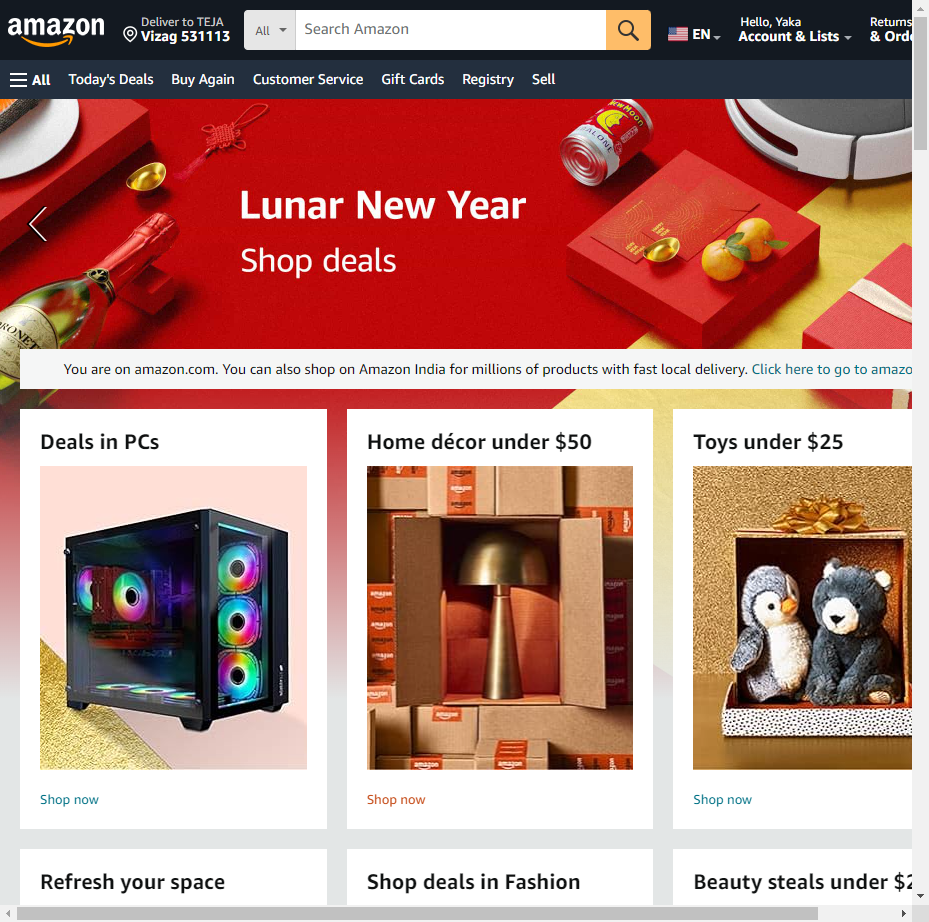 amazon
Deliver to TEJA
Vizag 531113
All
Search Amazon
EN
Hello, Yaka
Account & Lists
Returns
& Orde
All
Today's Deals
Buy Again
Customer Service
Gift Cards
Registry
Sell
Lunar New Year
Shop deals
You are on amazon.com. You can also shop on Amazon India for millions of products with fast local delivery. Click here to go to amazo
Deals in PCs
Home décor under $50
Toys under $25
Shop now
Shop now
Shop now
Refresh your space
Shop deals in Fashion
Beauty steals under $2